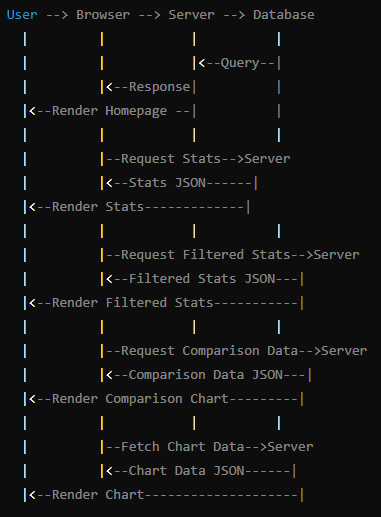 User --> Browser --> Server --> Database
  |         |           |          |
  |         |           |<--Query--|
  |         |<--Response|          |
  |<--Render Homepage --|          |
  |         |           |          |
  |         |--Request Stats-->Server
  |         |<--Stats JSON------|
  |<--Render Stats-------------|
  |         |           |          |
  |         |--Request Filtered Stats-->Server
  |         |<--Filtered Stats JSON---|
  |<--Render Filtered Stats-----------|
  |         |           |          |
  |         |--Request Comparison Data-->Server
  |         |<--Comparison Data JSON---|
  |<--Render Comparison Chart---------|
  |         |           |          |
  |         |--Fetch Chart Data-->Server
  |         |<--Chart Data JSON------|
  |<--Render Chart--------------------|